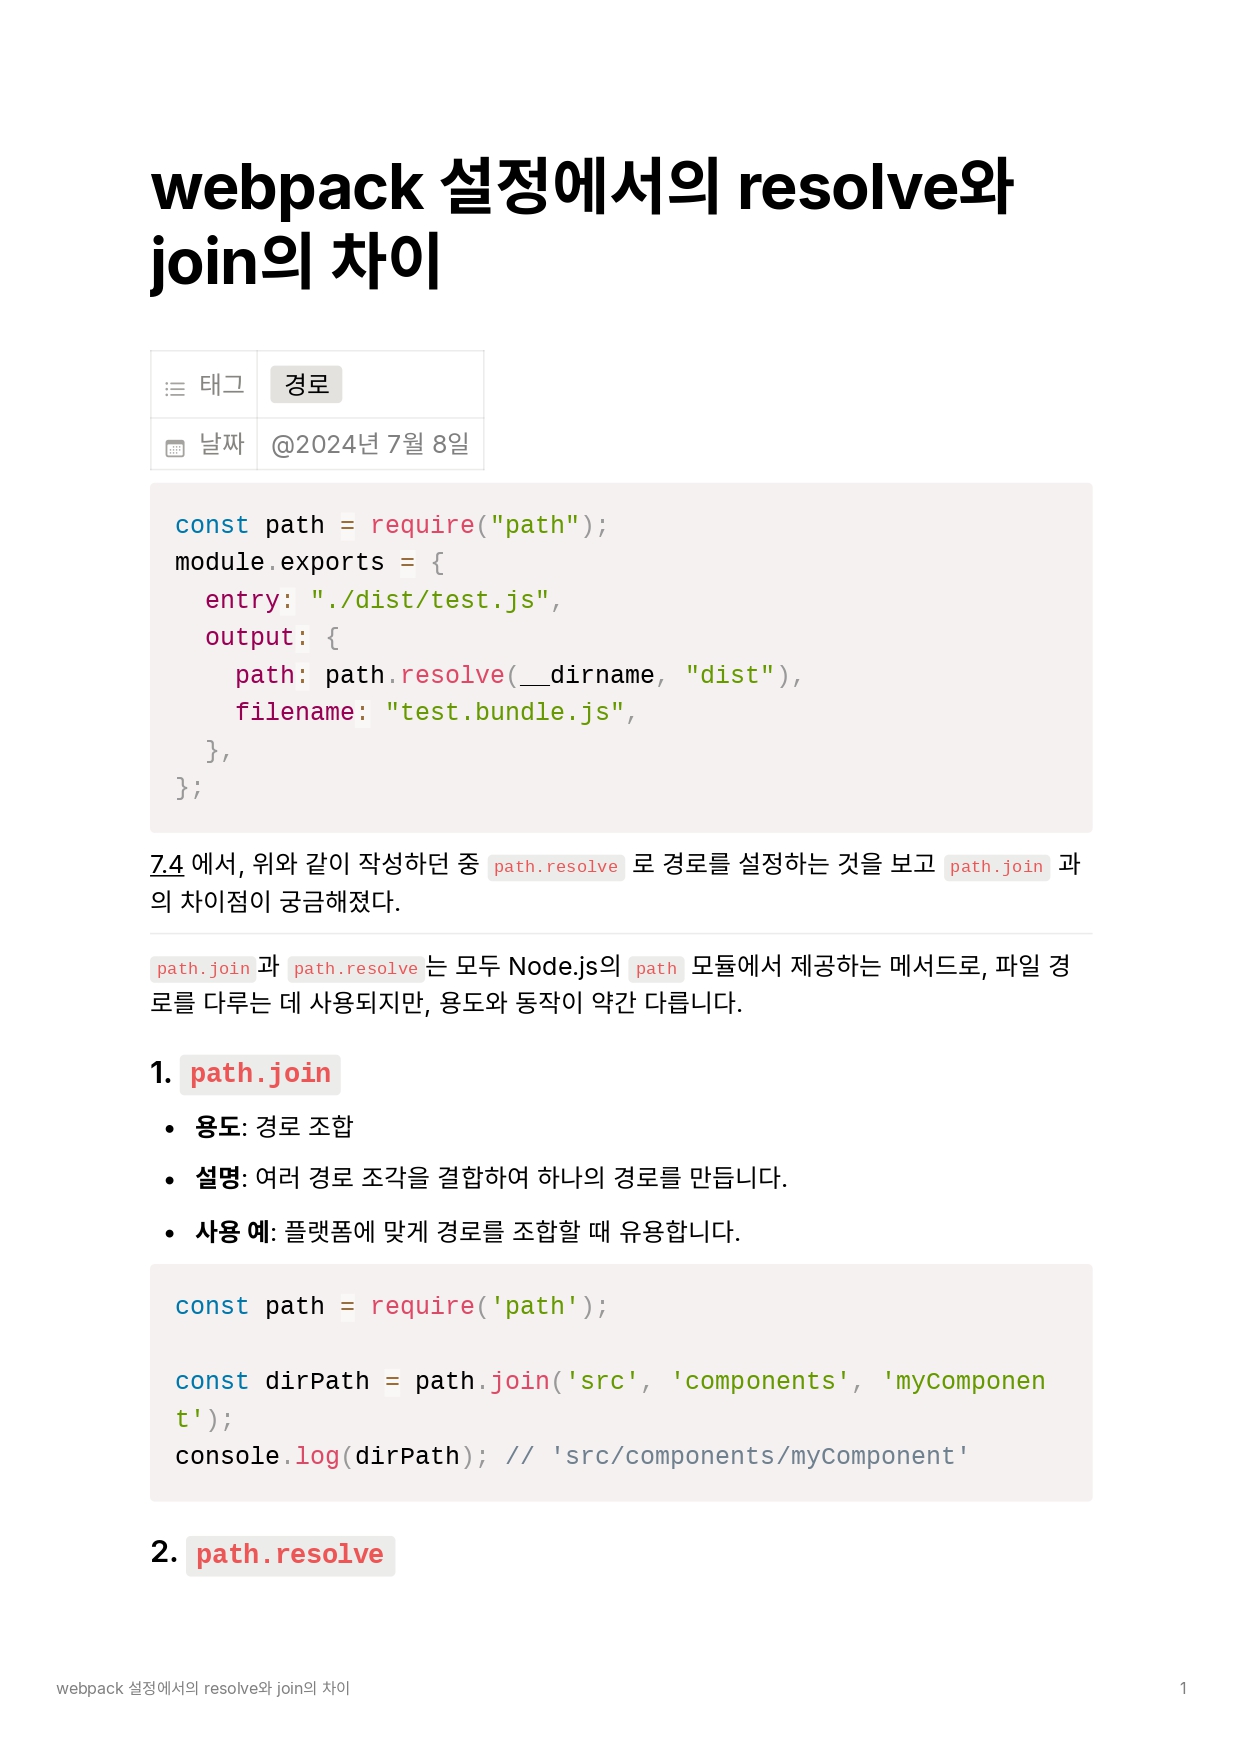 webpack 설정에서의 resolve와
join의 차이
태그 경로
날짜 @2024년 7월 8일
const path = require("path");
module.exports = {
  entry: "./dist/test.js",
  output: {
    path: path.resolve(__dirname, "dist"),
    filename: "test.bundle.js",
  },
};
7.4 에서, 위와 같이 작성하던 중 path.resolve 로 경로를 설정하는 것을 보고 path.join 과
의 차이점이 궁금해졌다.
path.join과 path.resolve는 모두 Node.js의 path 모듈에서 제공하는 메서드로, 파일 경
로를 다루는 데 사용되지만, 용도와 동작이 약간 다릅니다.
1. path.join
• 용도: 경로 조합
• 설명: 여러 경로 조각을 결합하여 하나의 경로를 만듭니다.
• 사용 예: 플랫폼에 맞게 경로를 조합할 때 유용합니다.
const path = require('path');
const dirPath = path.join('src', 'components', 'myComponen
t');
console.log(dirPath); // 'src/components/myComponent'
2. path.resolve
webpack 설정에서의 resolve와 join의 차이 1